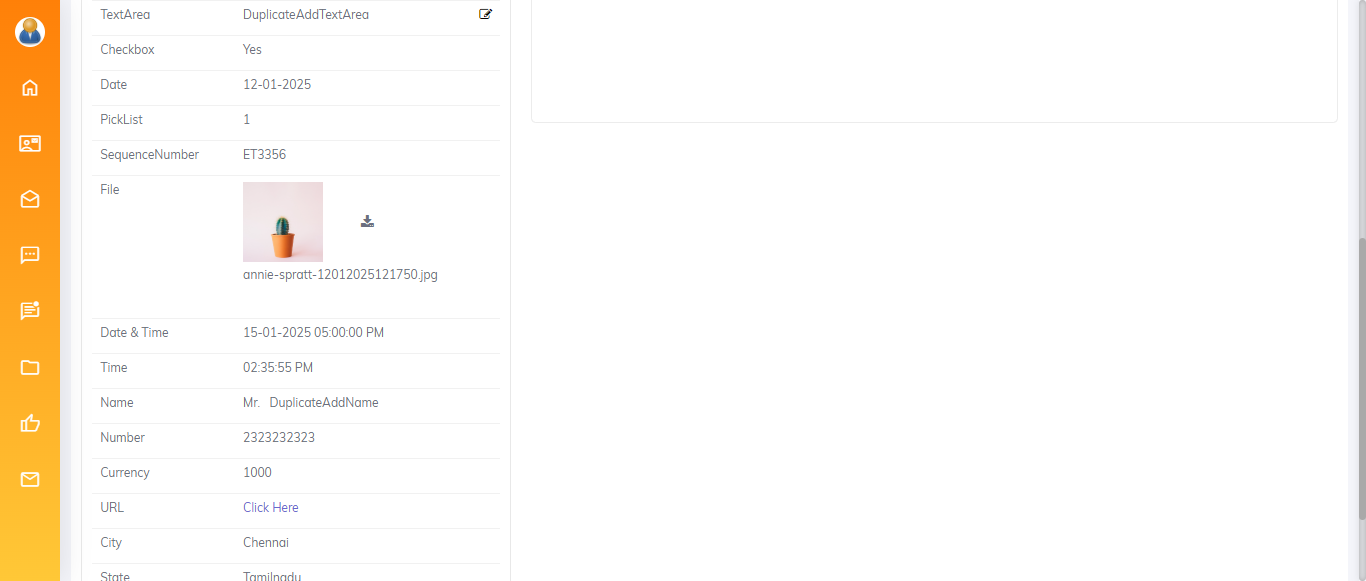 TextArea DuplicateAddTextArea
Checkbox Yes
Date 12-01-2025
PickList 1
SequenceNumber ET3356
File
annie-spratt-12012025121750.jpg
Date & Time 15-01-2025 05:00:00 PM
Time 02:35:55 PM
Name Mr. DuplicateAddName
Number 2323232323
Currency 1000
URL Click Here
City Chennai
State Tamilnadu